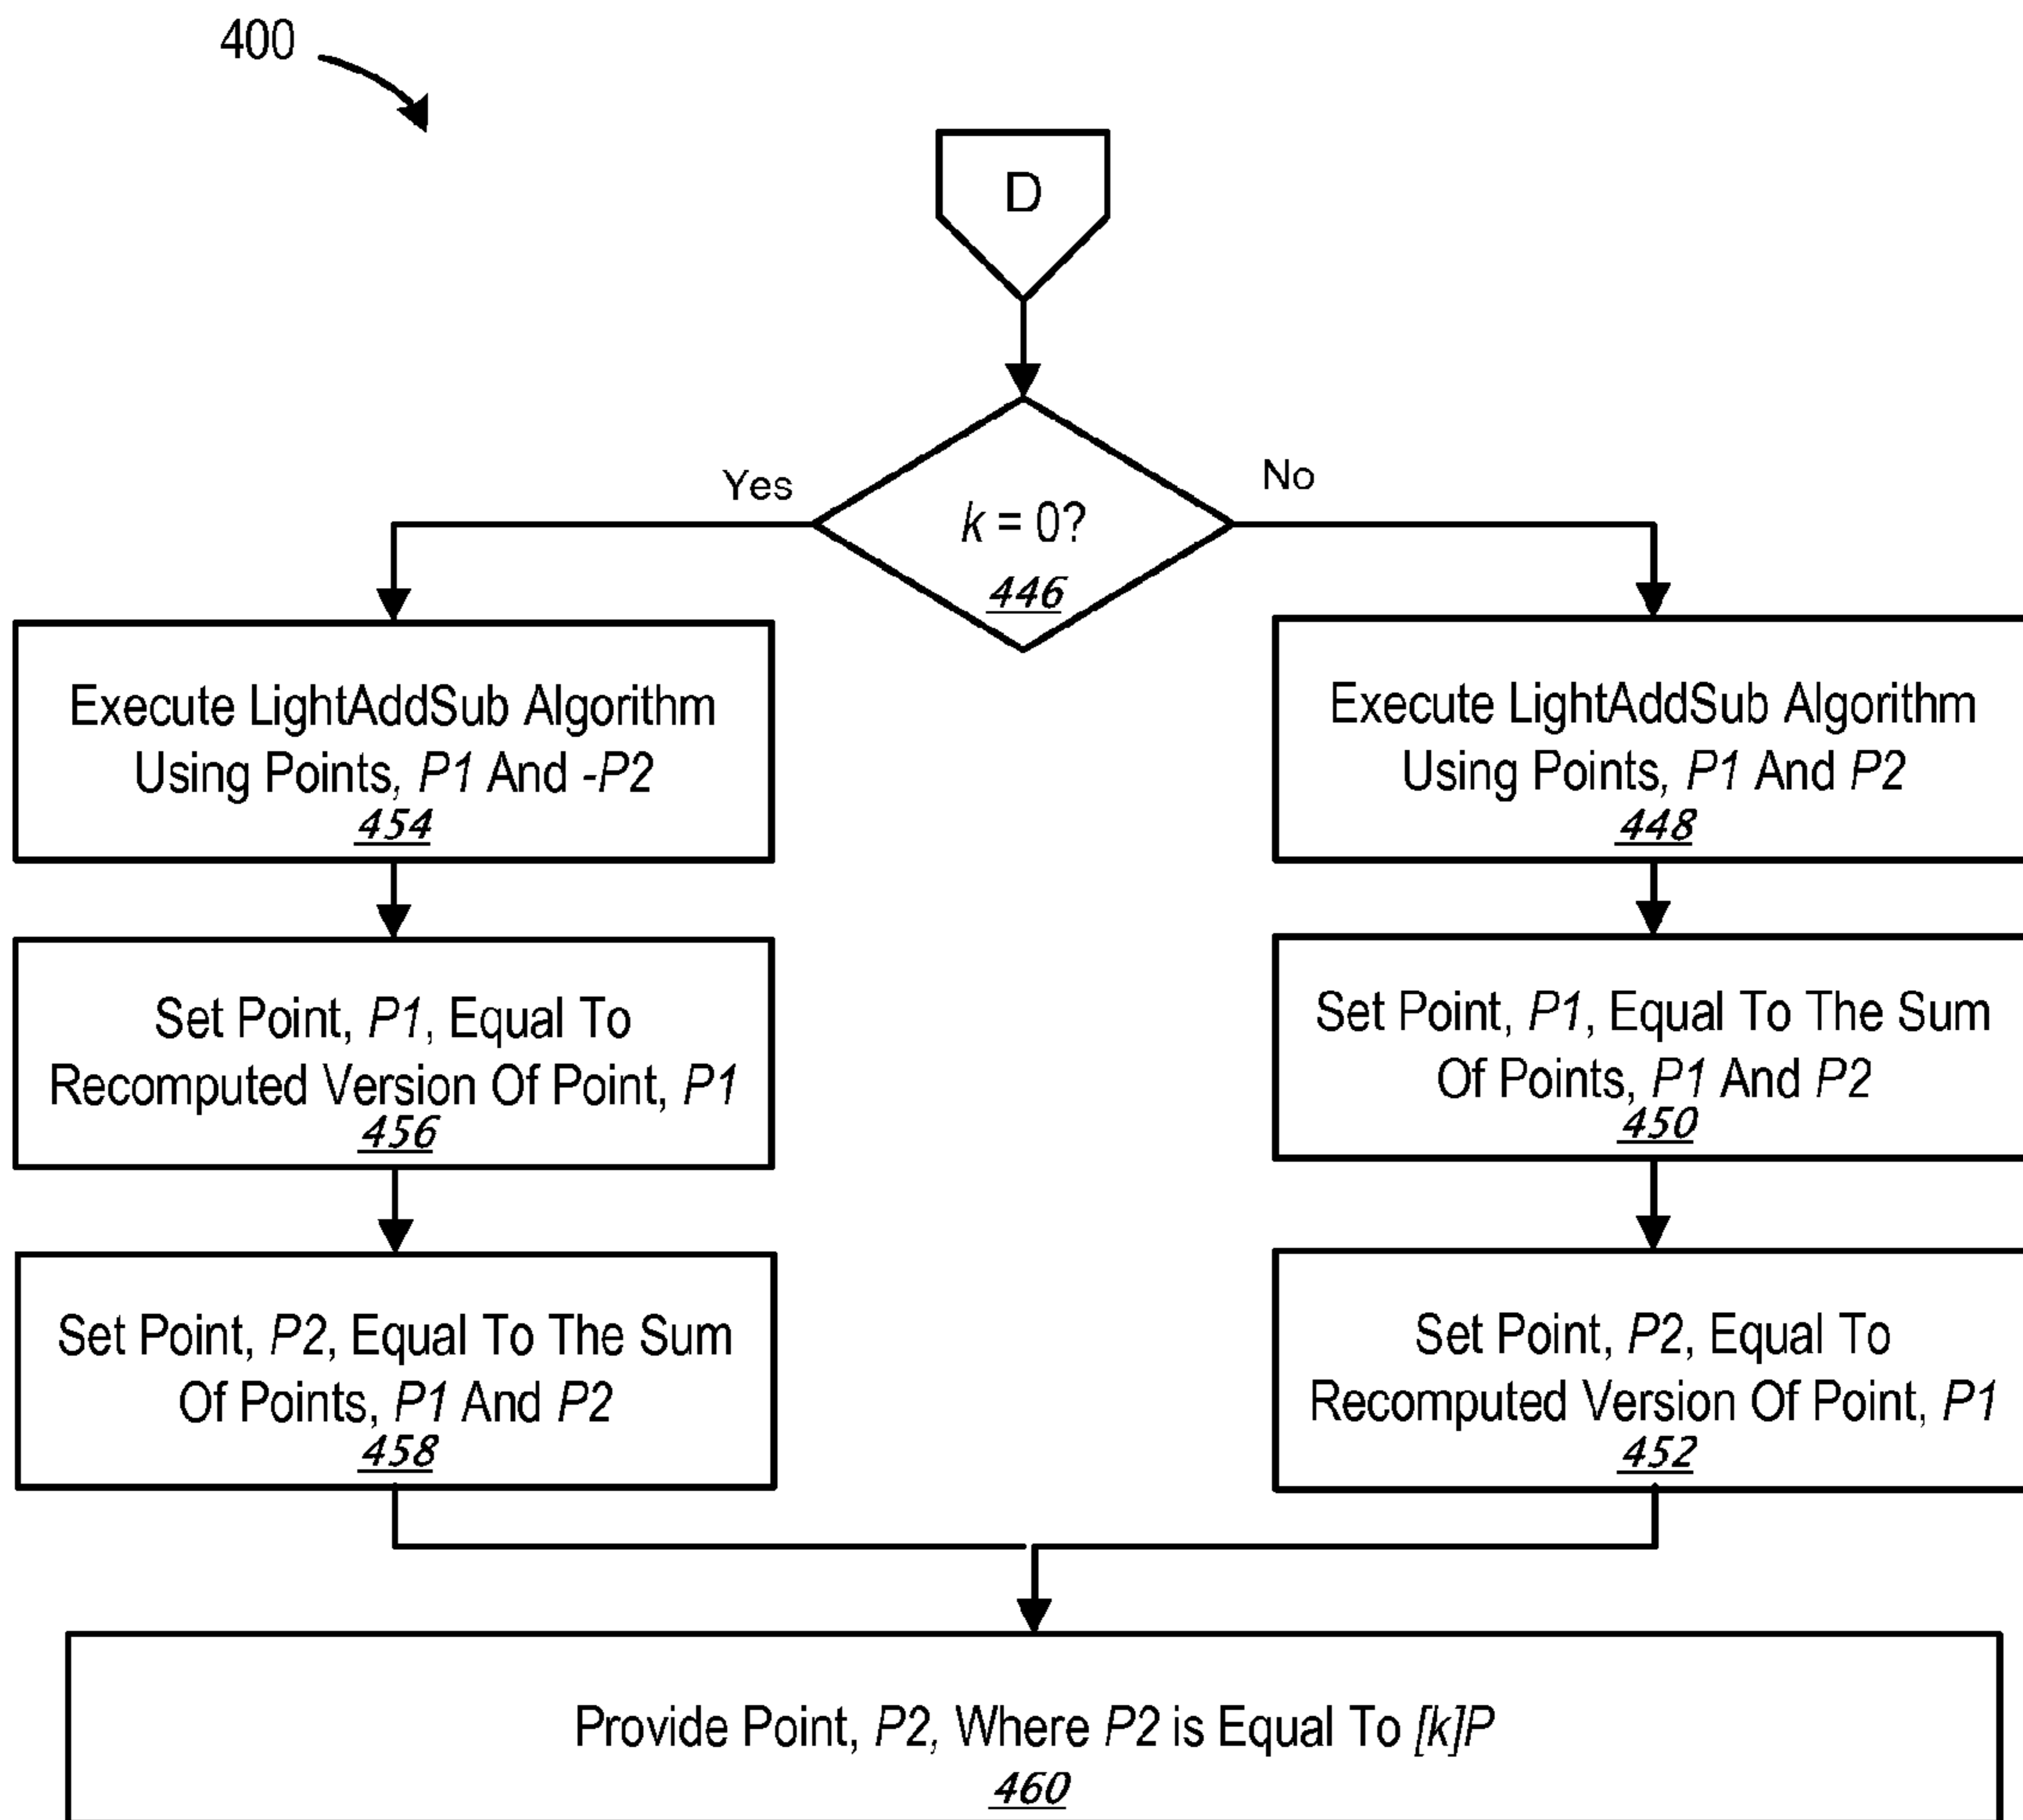 400
D
Yes
No
k = 0?
446
Execute LightAddSub Algorithm
Using Points, P1 And -P2
454
Execute LightAddSub Algorithm
Using Points, P1 And P2
448
Set Point, P1, Equal To
Recomputed Version Of Point, P1
456
Set Point, P1, Equal To The Sum
Of Points, P1 And P2
450
Set Point, P2, Equal To The Sum
Of Points, P1 And P2
458
Set Point, P2, Equal To
Recomputed Version Of Point, P1
452
Provide Point, P2, Where P2 is Equal To [k]P
460